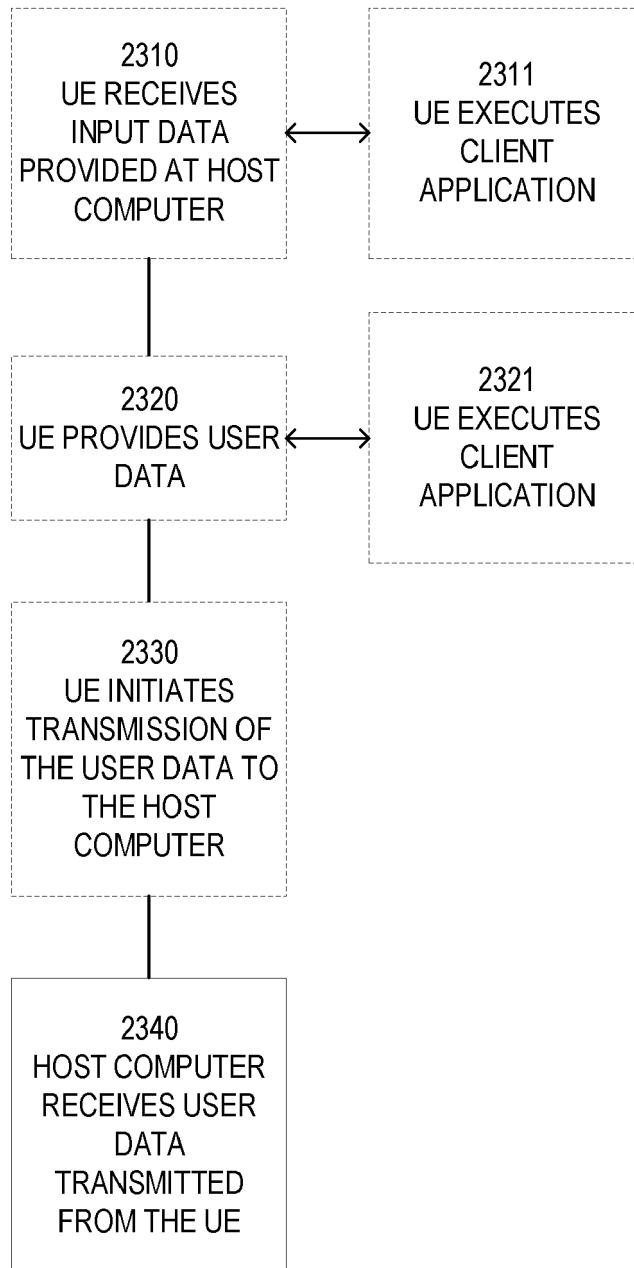 2310
UE RECEIVES
INPUT DATA
PROVIDED AT HOST
COMPUTER
2311
UE EXECUTES
CLIENT
APPLICATION
2320
UE PROVIDES USER
DATA
2321
UE EXECUTES
CLIENT
APPLICATION
2330
UE INITIATES
TRANSMISSION OF
THE USER DATA TO
THE HOST
COMPUTER
2340
HOST COMPUTER
RECEIVES USER
DATA
TRANSMITTED
FROM THE UE